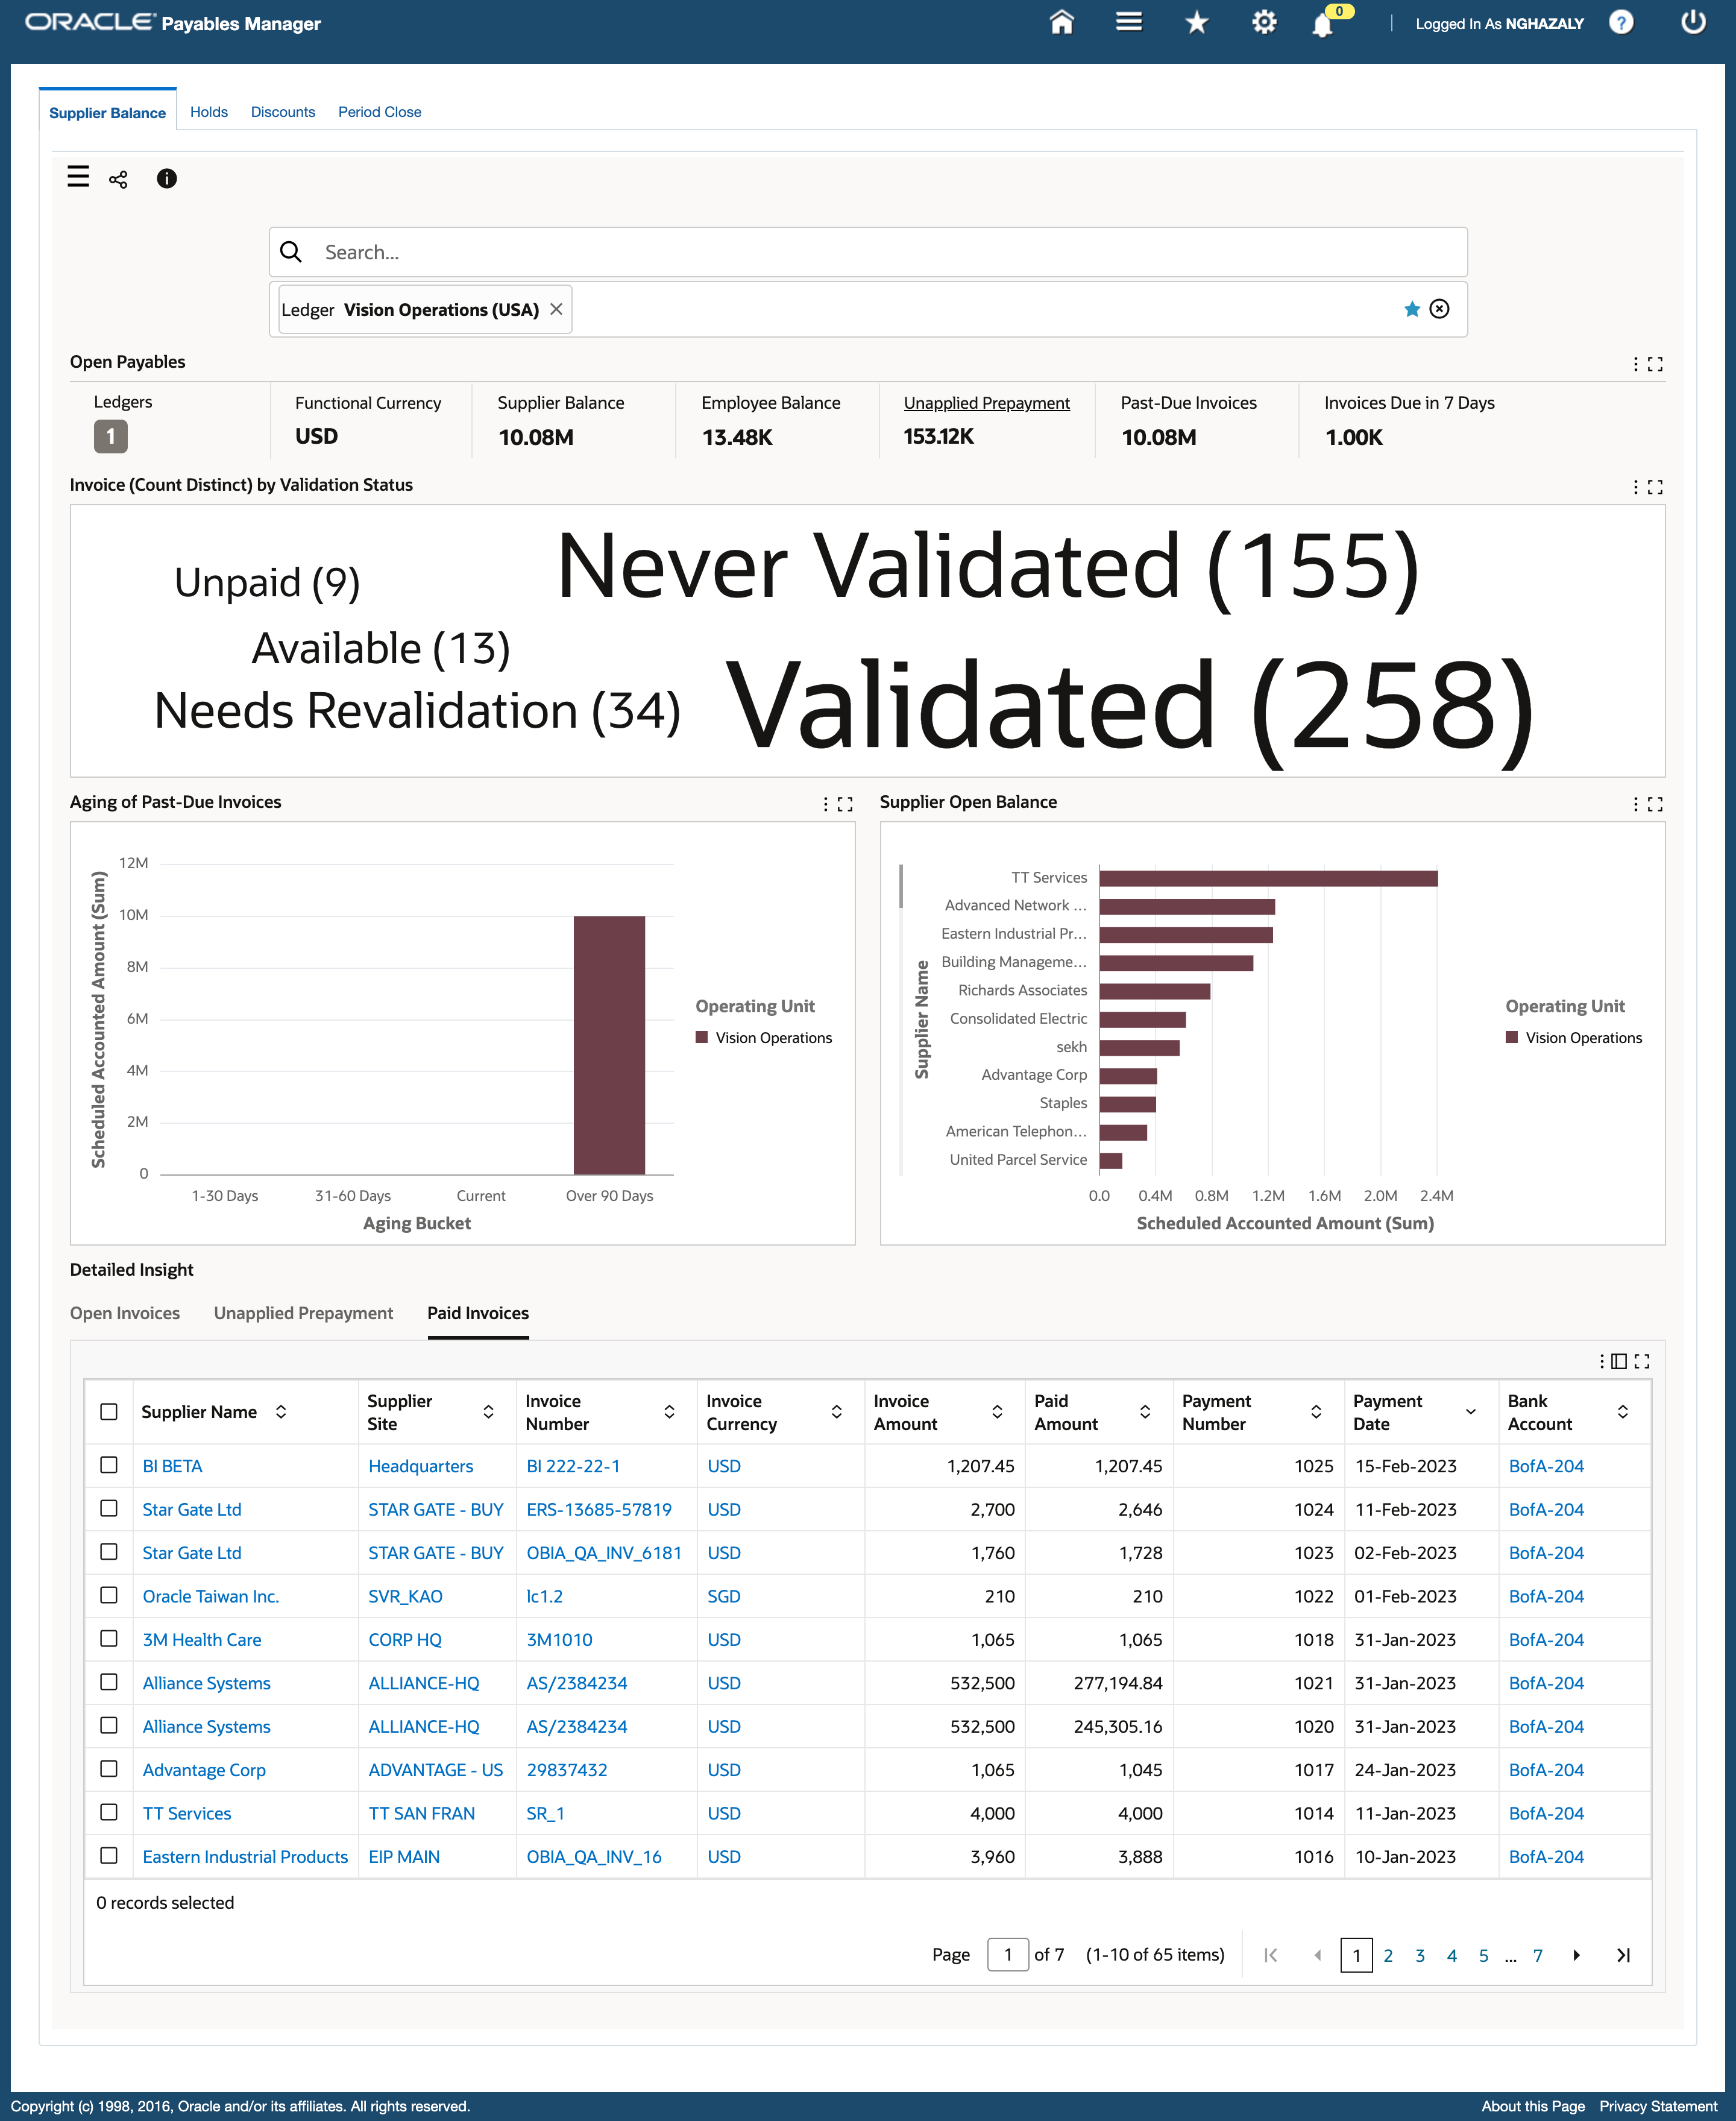 ORACLE Payables Manager
0
Logged In As NGHAZALY
?
Supplier Balance Holds Discounts Period Close
Search...
Ledger Vision Operations (USA)
Open Payables
Ledgers Functional Currency Supplier Balance Employee Balance Unapplied Prepayment Past-Due Invoices Invoices Due in 7 Days
1 USD 10.08M 13.48K 153.12K 10.08M 1.00K
Invoice (Count Distinct) by Validation Status
Never Validated (155)
Unpaid (9)
Available (13)
Needs Revalidation (34)
Validated (258)
Aging of Past-Due Invoices
Scheduled Accounted Amount (Sum)
12M
10M
8M
6M
4M
2M
0
1-30 Days 31-60 Days Current Over 90 Days
Aging Bucket
Operating Unit
Vision Operations
Supplier Open Balance
Supplier Name
TT Services
Advanced Network ...
Eastern Industrial Pr...
Building Manageme...
Richards Associates
Consolidated Electric
sekh
Advantage Corp
Staples
American Telephon...
United Parcel Service
0.0 0.4M 0.8M 1.2M 1.6M 2.0M 2.4M
Scheduled Accounted Amount (Sum)
Operating Unit
Vision Operations
Detailed Insight
Open Invoices Unapplied Prepayment Paid Invoices
Supplier Name Supplier Site Invoice Number Invoice Currency Invoice Amount Paid Amount Payment Number Payment Date Bank Account
BI BETA Headquarters BI 222-22-1 USD 1,207.45 1,207.45 1025 15-Feb-2023 BofA-204
Star Gate Ltd STAR GATE - BUY ERS-13685-57819 USD 2,700 2,646 1024 11-Feb-2023 BofA-204
Star Gate Ltd STAR GATE - BUY OBIA_QA_INV_6181 USD 1,760 1,728 1023 02-Feb-2023 BofA-204
Oracle Taiwan Inc. SVR_KAO lc1.2 SGD 210 210 1022 01-Feb-2023 BofA-204
3M Health Care CORP HQ 3M1010 USD 1,065 1,065 1018 31-Jan-2023 BofA-204
Alliance Systems ALLIANCE-HQ AS/2384234 USD 532,500 277,194.84 1021 31-Jan-2023 BofA-204
Alliance Systems ALLIANCE-HQ AS/2384234 USD 532,500 245,305.16 1020 31-Jan-2023 BofA-204
Advantage Corp ADVANTAGE - US 29837432 USD 1,065 1,045 1017 24-Jan-2023 BofA-204
TT Services TT SAN FRAN SR_1 USD 4,000 4,000 1014 11-Jan-2023 BofA-204
Eastern Industrial Products EIP MAIN OBIA_QA_INV_16 USD 3,960 3,888 1016 10-Jan-2023 BofA-204
0 records selected
Page 1 of 7 (1-10 of 65 items) 1 2 3 4 5 ... 7
Copyright (c) 1998, 2016, Oracle and/or its affiliates. All rights reserved.
About this Page Privacy Statement